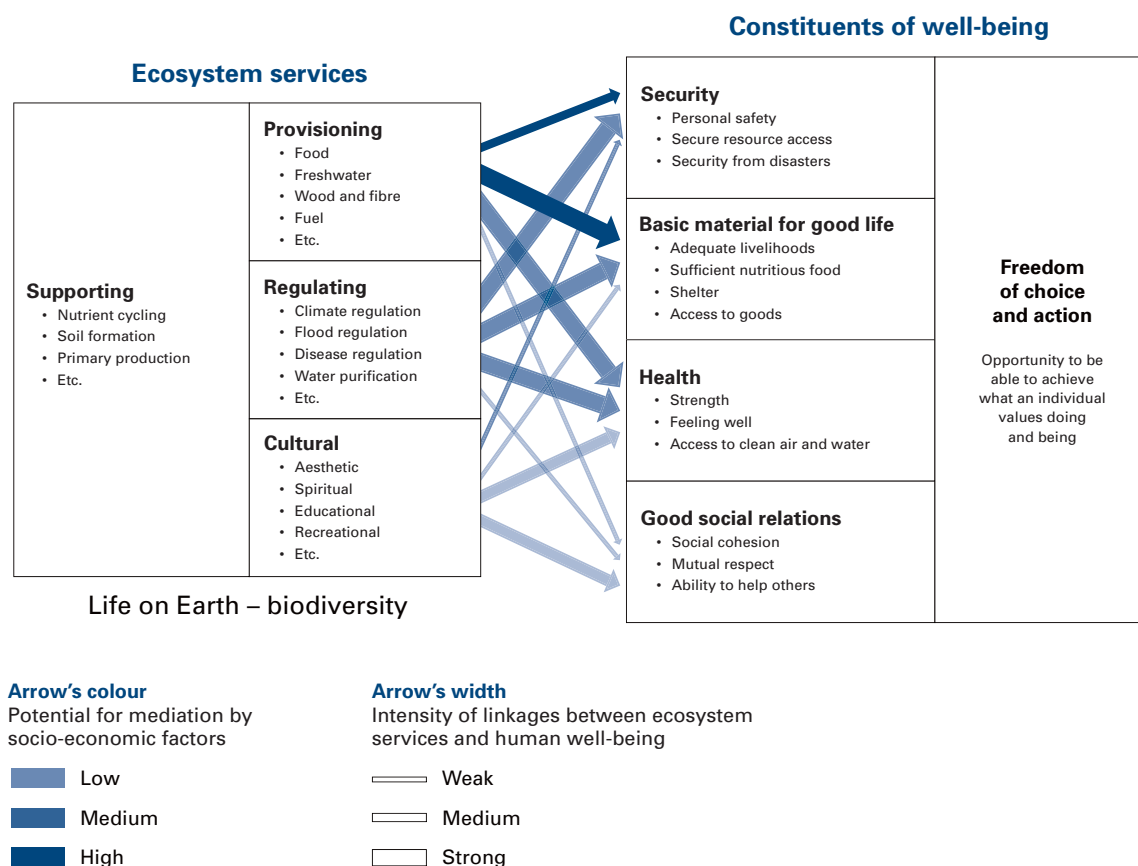 Constituents of well-being
Ecosystem services
Supporting
• Nutrient cycling
• Soil formation
• Primary production
• Etc.
Provisioning
• Food
• Freshwater
• Wood and fibre
• Fuel
• Etc.
Regulating
• Climate regulation
• Flood regulation
• Disease regulation
• Water purification
• Etc.
Cultural
• Aesthetic
• Spiritual
• Educational
• Recreational
• Etc.
Life on Earth – biodiversity
Security
• Personal safety
• Secure resource access
• Security from disasters
Basic material for good life
• Adequate livelihoods
• Sufficient nutritious food
• Shelter
• Access to goods
Health
• Strength
• Feeling well
• Access to clean air and water
Good social relations
• Social cohesion
• Mutual respect
• Ability to help others
Freedom
of choice
and action
Opportunity to be
able to achieve
what an individual
values doing
and being
Arrow's colour
Potential for mediation by
socio-economic factors
Low
Medium
High
Arrow's width
Intensity of linkages between ecosystem
services and human well-being
Weak
Medium
Strong